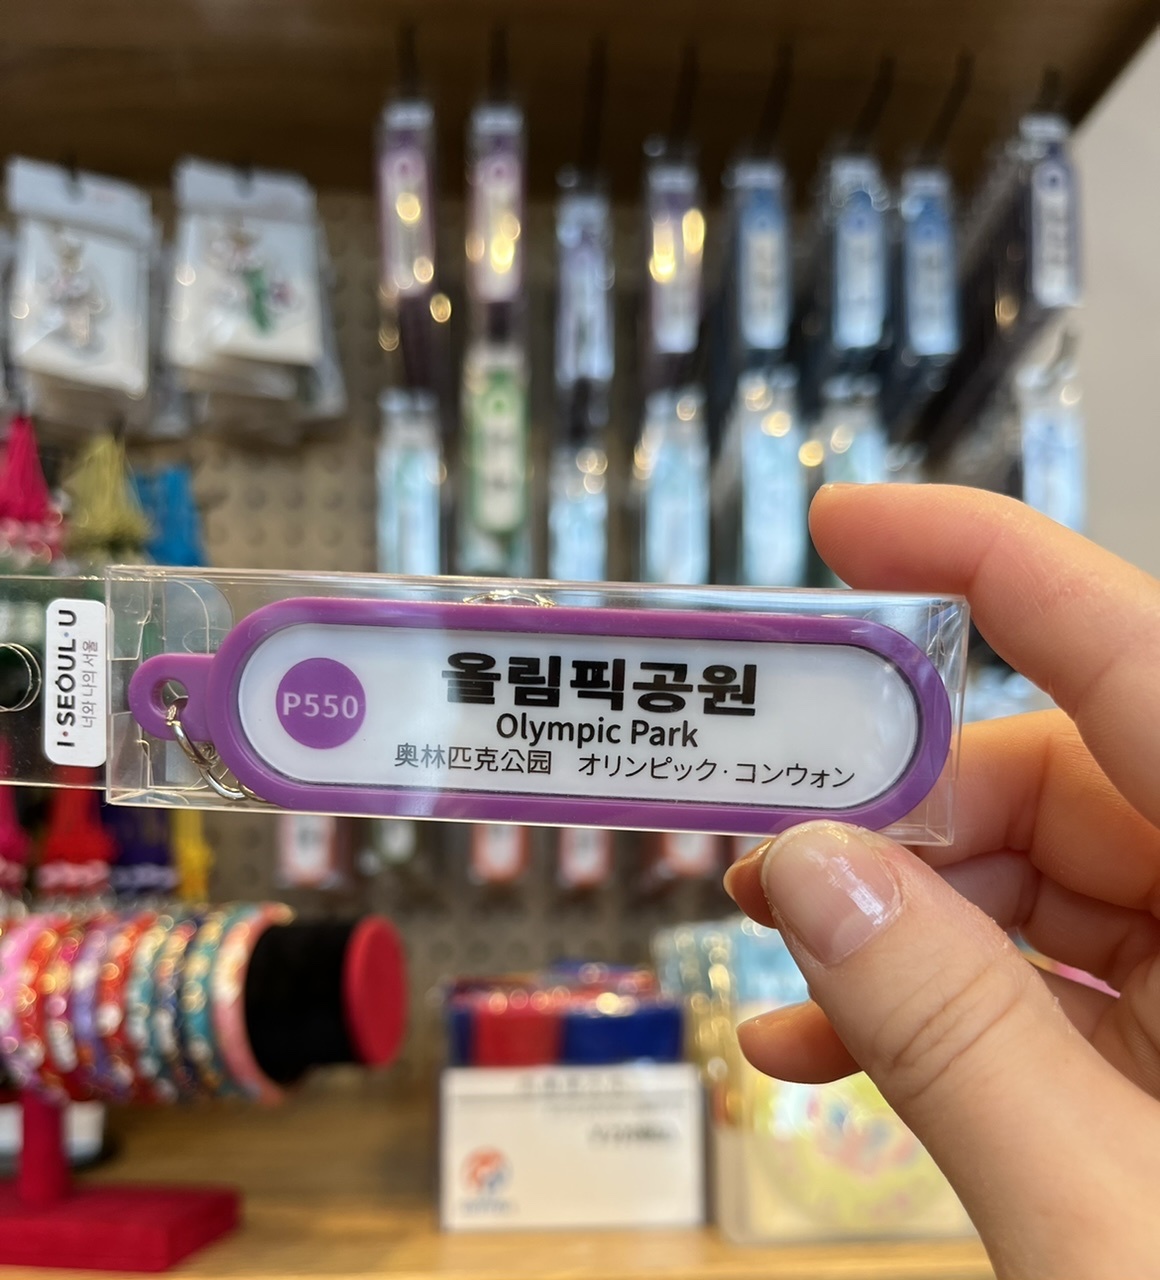 I·SEOUL·U
너와 나의 서울
P550
올림픽공원
Olympic Park
奥林匹克公园 オリンピック·コンウォン